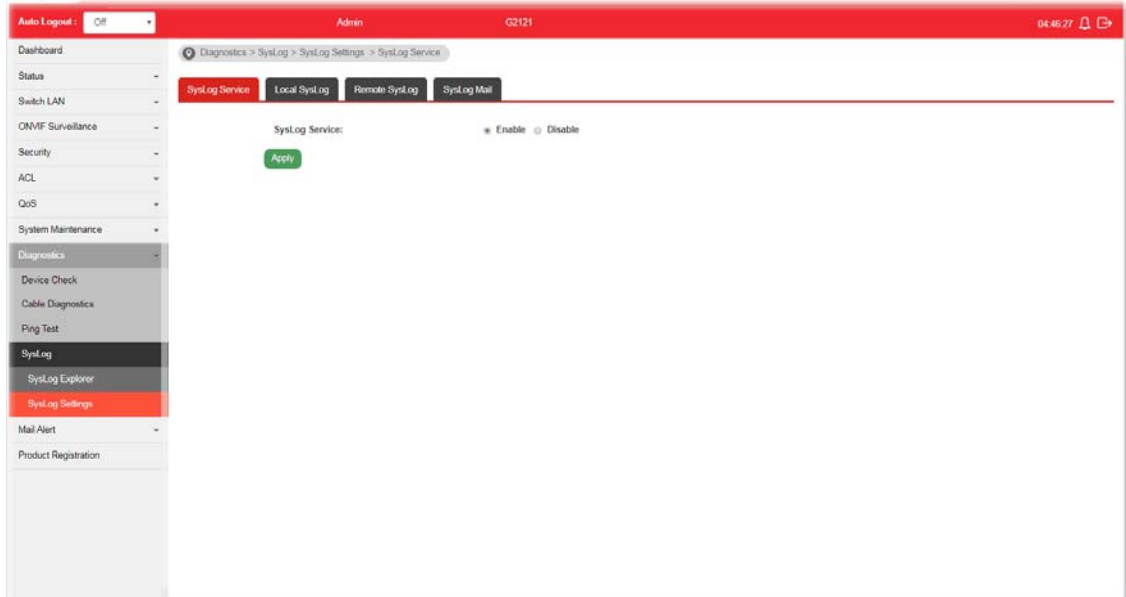 Auto Logout : Off Admin G2121 04:46:27
Dashboard
Status
Switch LAN
ONVIF Surveillance
Security
ACL
QoS
System Maintenance
Diagnostics
Device Check
Cable Diagnostics
Ping Test
SysLog
SysLog Explorer
SysLog Settings
Mail Alert
Product Registration
Diagnostics > SysLog > SysLog Settings > SysLog Service
SysLog Service Local SysLog Remote SysLog SysLog Mail
SysLog Service: Enable Disable
Apply